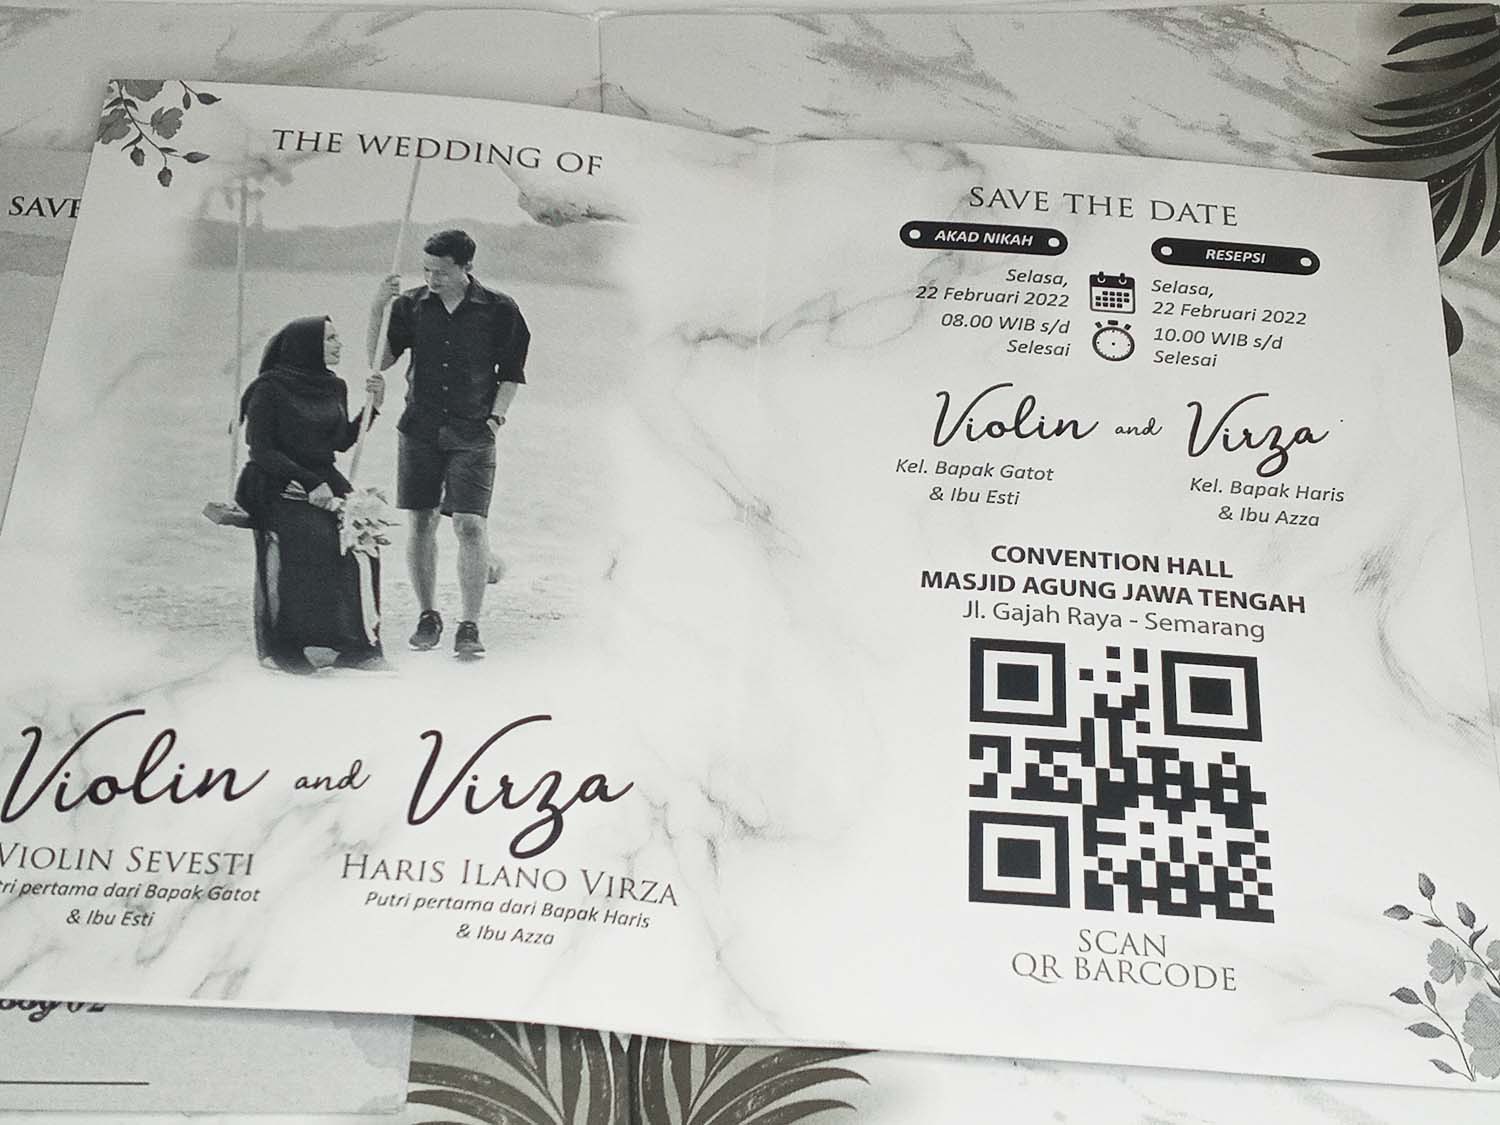 THE WEDDING OF
Violin and Virza
VIOLIN SEVESTI
pertama dari Bapak Gatot
& Ibu Esti
HARIS ILANO VIRZA
Putri pertama dari Bapak Haris
& Ibu Azza
SAVE THE DATE
AKAD NIKAH
Selasa,
22 Februari 2022
08.00 WIB s/d
Selesai
RESEPSI
Selasa,
22 Februari 2022
10.00 WIB s/d
Selesai
Violin and Virza
Kel. Bapak Gatot
& Ibu Esti
Kel. Bapak Haris
& Ibu Azza
CONVENTION HALL
MASJID AGUNG JAWA TENGAH
Jl. Gajah Raya - Semarang
SCAN
QR BARCODE
SAVE